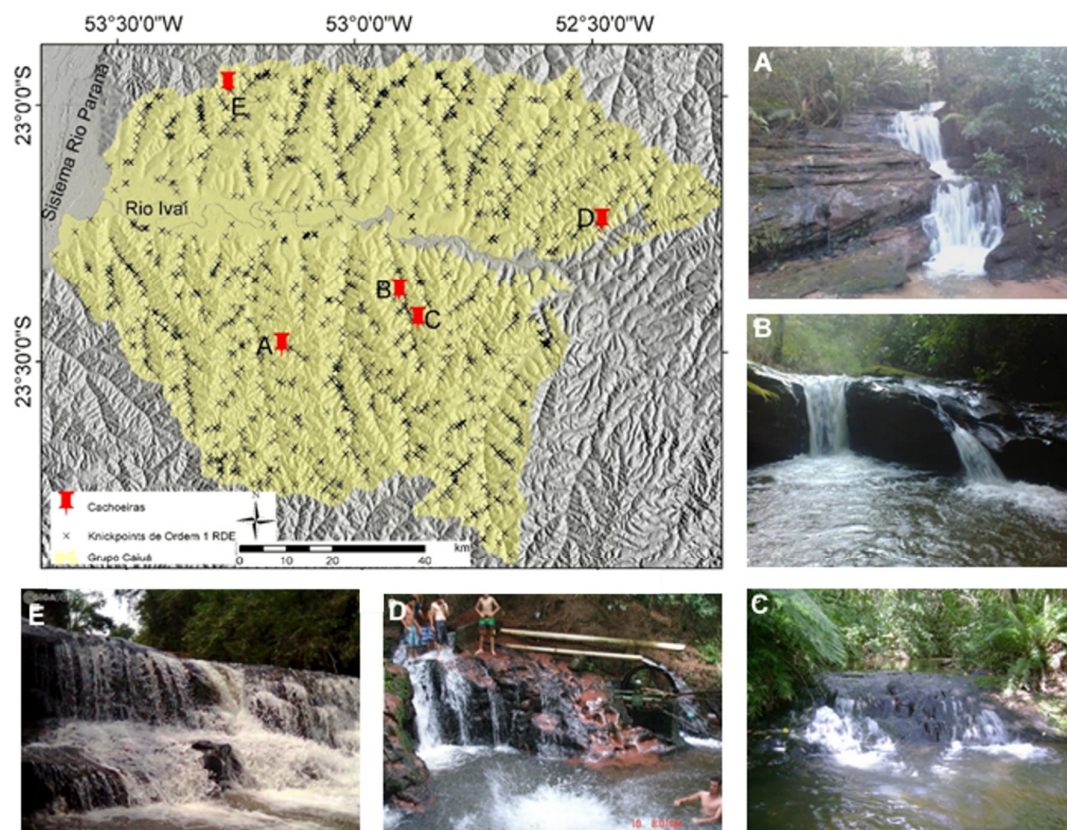 53°30'0"W 53°0'0"W 52°30'0"W
23°0'0"S
23°30'0"S
Sistema Rio Paraná
Rio Ivaí
E
D
B
C
A
Cachoeiras
Knickpoints de Ordem 1 RDE
Grupo Caiuá
km
0 10 20 40
A
B
E
D
C